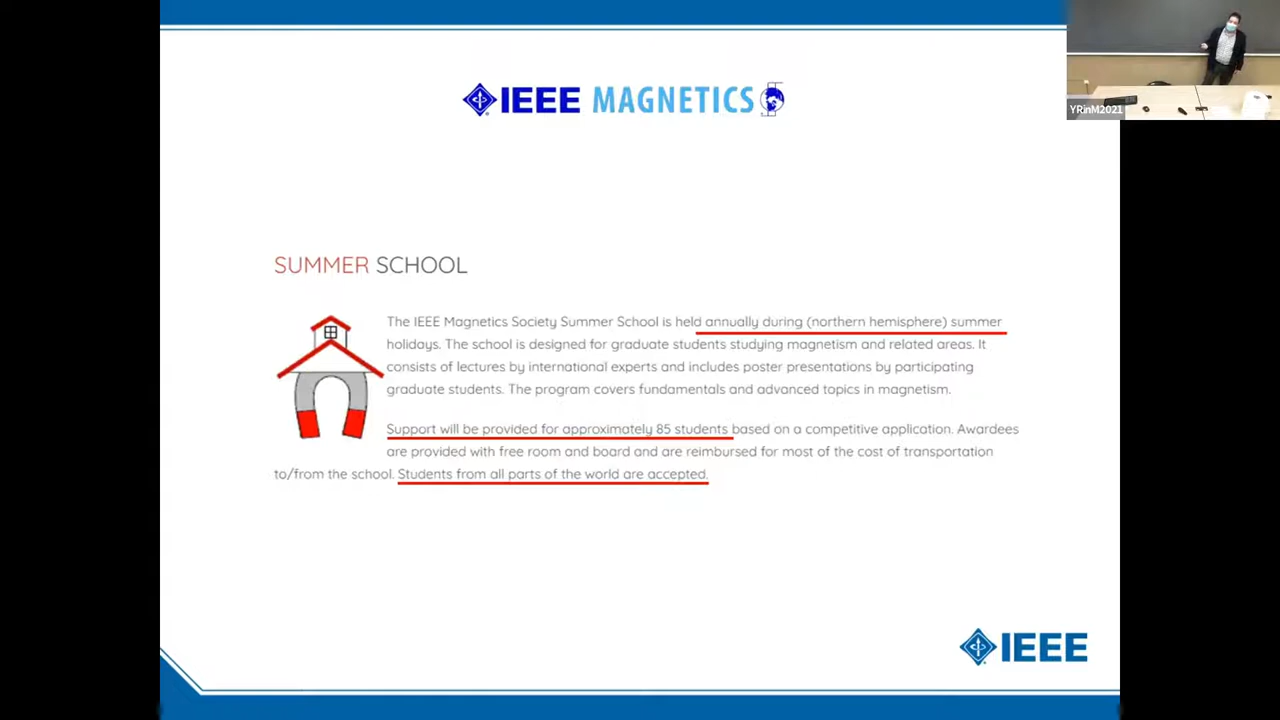 IEEE MAGNETICS
YRinM2021
SUMMER SCHOOL
The IEEE Magnetics Society Summer School is held annually during (northern hemisphere) summer
holidays. The school is designed for graduate students studying magnetism and related areas. It
consists of lectures by international experts and includes poster presentations by participating
graduate students. The program covers fundamentals and advanced topics in magnetism.
Support will be provided for approximately 85 students based on a competitive application. Awardees
are provided with free room and board and are reimbursed for most of the cost of transportation
to/from the school. Students from all parts of the world are accepted.
IEEE